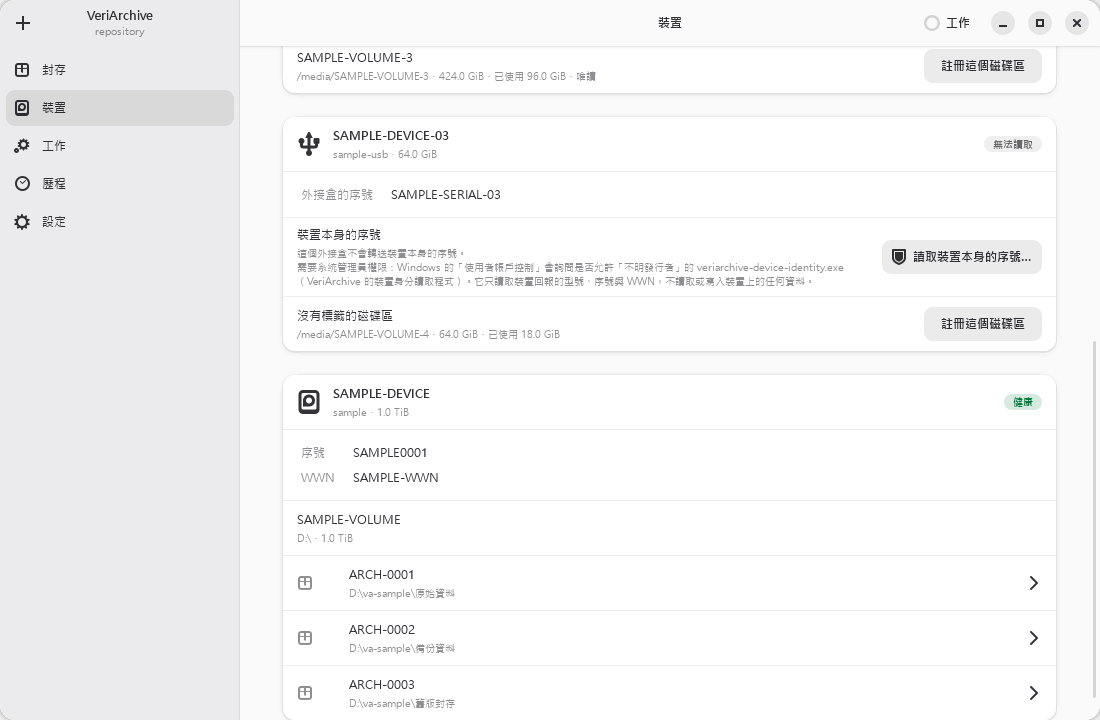 VeriArchive
repository
封存
裝置
工作
歷程
設定
裝置
工作
SAMPLE-VOLUME-3
/media/SAMPLE-VOLUME-3 · 424.0 GiB · 已使用 96.0 GiB · 唯讀
註冊這個磁碟區
SAMPLE-DEVICE-03
sample-usb · 64.0 GiB
無法讀取
外接盒的序號 SAMPLE-SERIAL-03
裝置本身的序號
這個外接盒不會轉送裝置本身的序號。
需要系統管理員權限：Windows 的「使用者帳戶控制」會詢問是否允許「不明發行者」的 veriarchive-device-identity.exe
（VeriArchive 的裝置身分讀取程式）。它只讀取裝置回報的型號、序號與 WWN，不讀取或寫入裝置上的任何資料。
讀取裝置本身的序號...
沒有標籤的磁碟區
/media/SAMPLE-VOLUME-4 · 64.0 GiB · 已使用 18.0 GiB
註冊這個磁碟區
SAMPLE-DEVICE
sample · 1.0 TiB
健康
序號 SAMPLE0001
WWN SAMPLE-WWN
SAMPLE-VOLUME
D:\ · 1.0 TiB
ARCH-0001
D:\va-sample\原始資料
ARCH-0002
D:\va-sample\備份資料
ARCH-0003
D:\va-sample\舊版封存